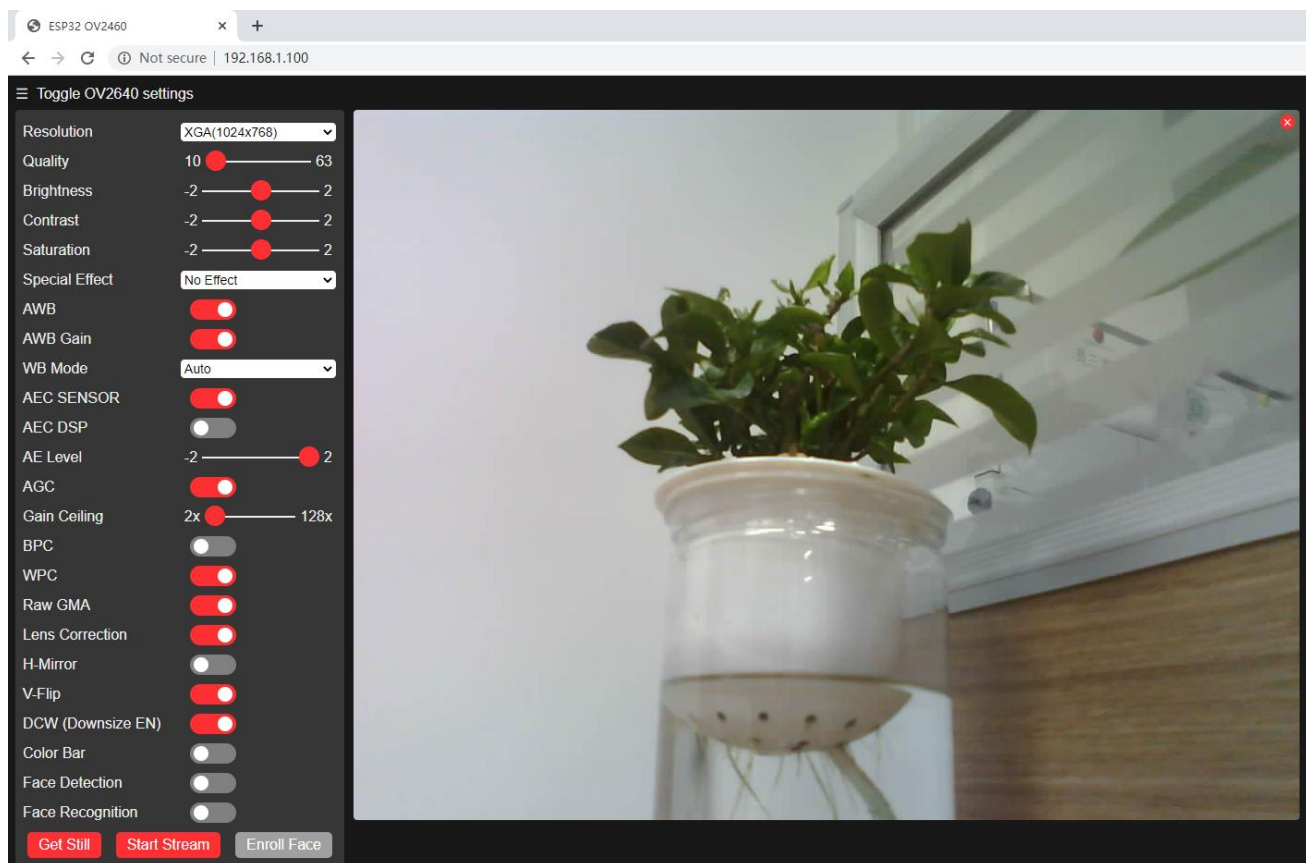 ESP32 OV2460
Not secure | 192.168.1.100
Toggle OV2640 settings
Resolution XGA(1024x768)
Quality 10 63
Brightness -2 2
Contrast -2 2
Saturation -2 2
Special Effect No Effect
AWB
AWB Gain
WB Mode Auto
AEC SENSOR
AEC DSP
AE Level -2 2
AGC
Gain Ceiling 2x 128x
BPC
WPC
Raw GMA
Lens Correction
H-Mirror
V-Flip
DCW (Downsize EN)
Color Bar
Face Detection
Face Recognition
Get Still Start Stream Enroll Face